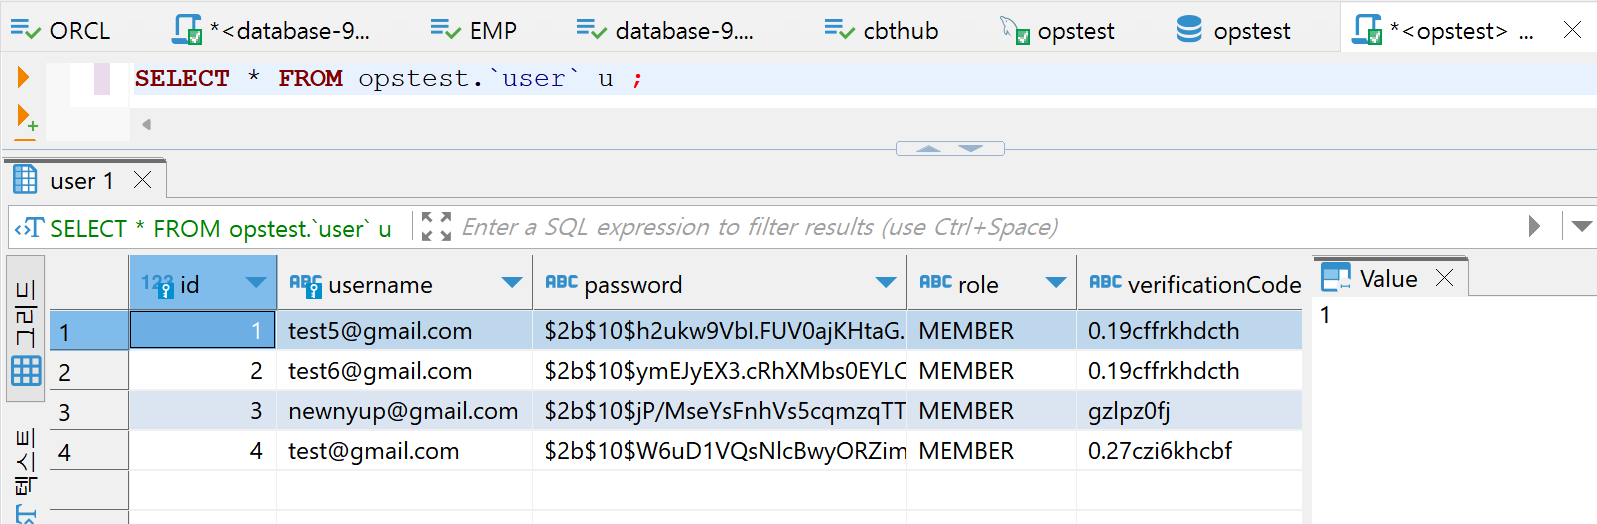 ORCL *<database-9... EMP database-9.... cbthub opstest opstest *<opstest> ...
SELECT * FROM opstest.`user` u ;
user 1
SELECT * FROM opstest.`user` u Enter a SQL expression to filter results (use Ctrl+Space)
그리드
텍스트
123 id ABC username ABC password ABC role ABC verificationCode
1 1 test5@gmail.com $2b$10$h2ukw9VbI.FUV0ajKHtaG. MEMBER 0.19cffrkhdcth
2 2 test6@gmail.com $2b$10$ymEJyEX3.cRhXMbs0EYLC MEMBER 0.19cffrkhdcth
3 3 newnyup@gmail.com $2b$10$jP/MseYsFnhVs5cqmzqTT MEMBER gzlpz0fj
4 4 test@gmail.com $2b$10$W6uD1VQsNlcBwyORZim MEMBER 0.27czi6khcbf
Value
1